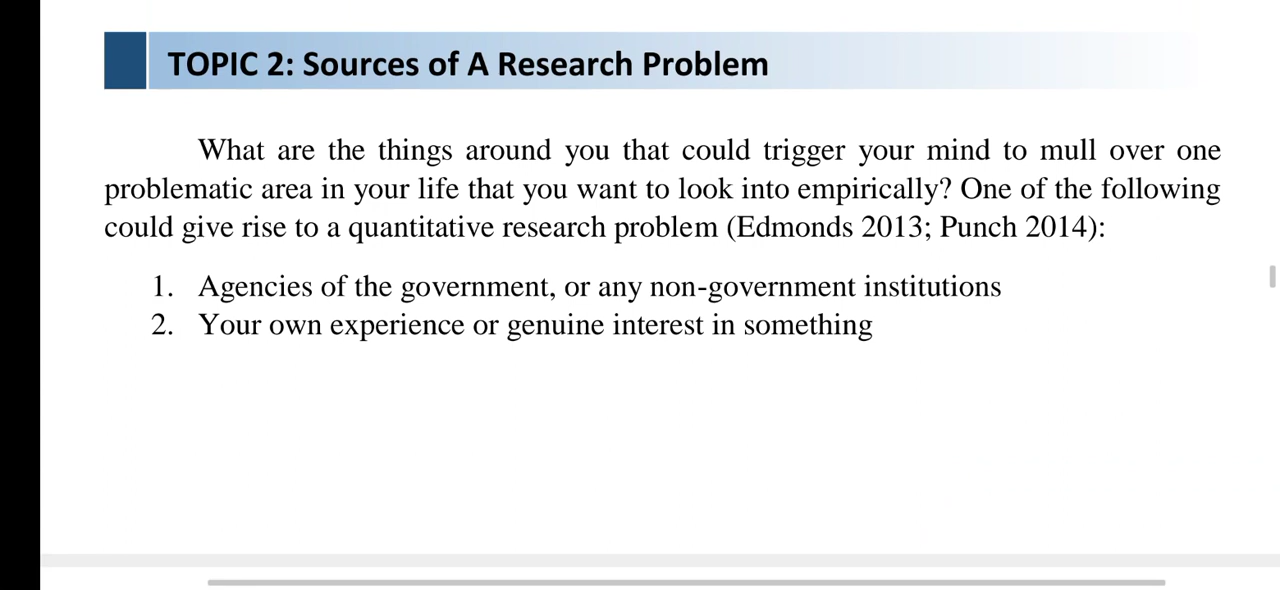 TOPIC 2: Sources of A Research Problem
What are the things around you that could trigger your mind to mull over one
problematic area in your life that you want to look into empirically? One of the following
could give rise to a quantitative research problem (Edmonds 2013; Punch 2014):
1. Agencies of the government, or any non-government institutions
2. Your own experience or genuine interest in something